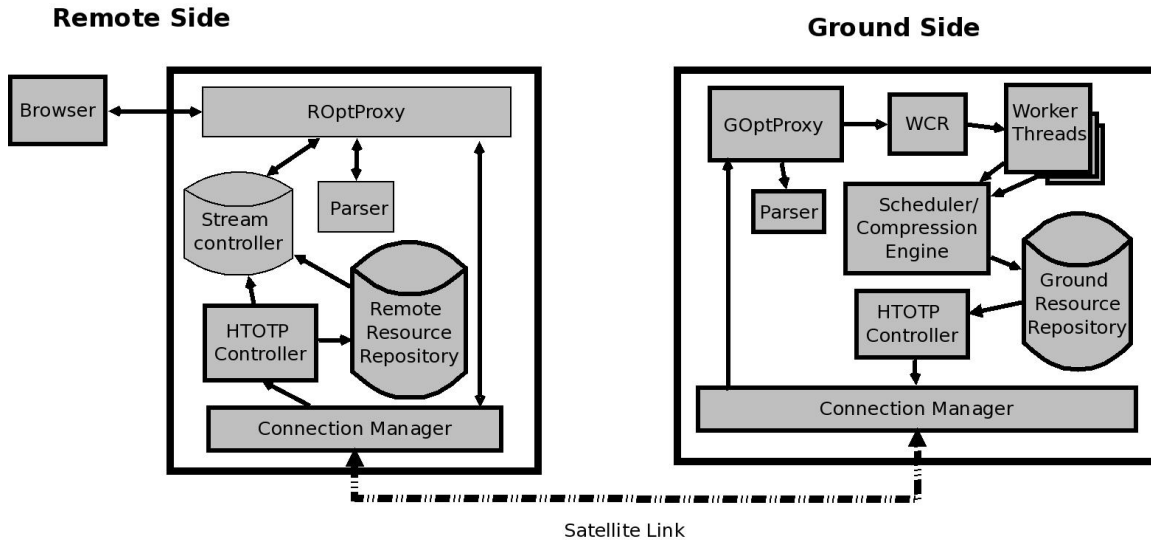 Remote Side
Ground Side
Browser
ROptProxy
Stream
controller
Parser
Remote
Resource
Repository
HTOTP
Controller
Connection Manager
GOptProxy
WCR
Worker
Threads
Parser
Scheduler/
Compression
Engine
Ground
Resource
Repository
HTOTP
Controller
Connection Manager
Satellite Link